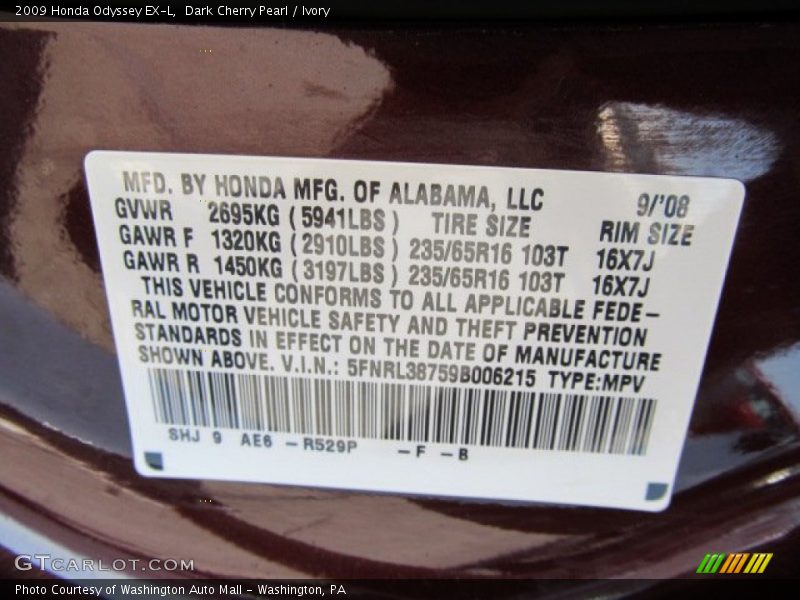 2009 Honda Odyssey EX-L,  Dark Cherry Pearl / Ivory
MFD. BY HONDA MFG. OF ALABAMA, LLC 9/'08
GVWR 2695KG ( 5941LBS ) TIRE SIZE RIM SIZE
GAWR F 1320KG ( 2910LBS ) 235/65R16 103T 16X7J
GAWR R 1450KG ( 3197LBS ) 235/65R16 103T 16X7J
THIS VEHICLE CONFORMS TO ALL APPLICABLE FEDE-
RAL MOTOR VEHICLE SAFETY AND THEFT PREVENTION
STANDARDS IN EFFECT ON THE DATE OF MANUFACTURE
SHOWN ABOVE. V.I.N.: 5FNRL38759B006215 TYPE:MPV
SHJ 9 AE6 -R529P -F -B
GTCARLOT.COM
Photo Courtesy of Washington Auto Mall - Washington, PA